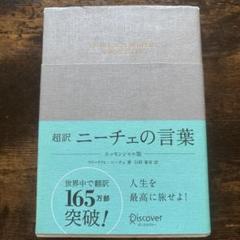 超訳 ニーチェの言葉
エッセンシャル版
フリードリヒ・ニーチェ 著 白取春彦 訳
世界中で翻訳
165万部
突破!
人生を
最高に旅せよ!
Discover